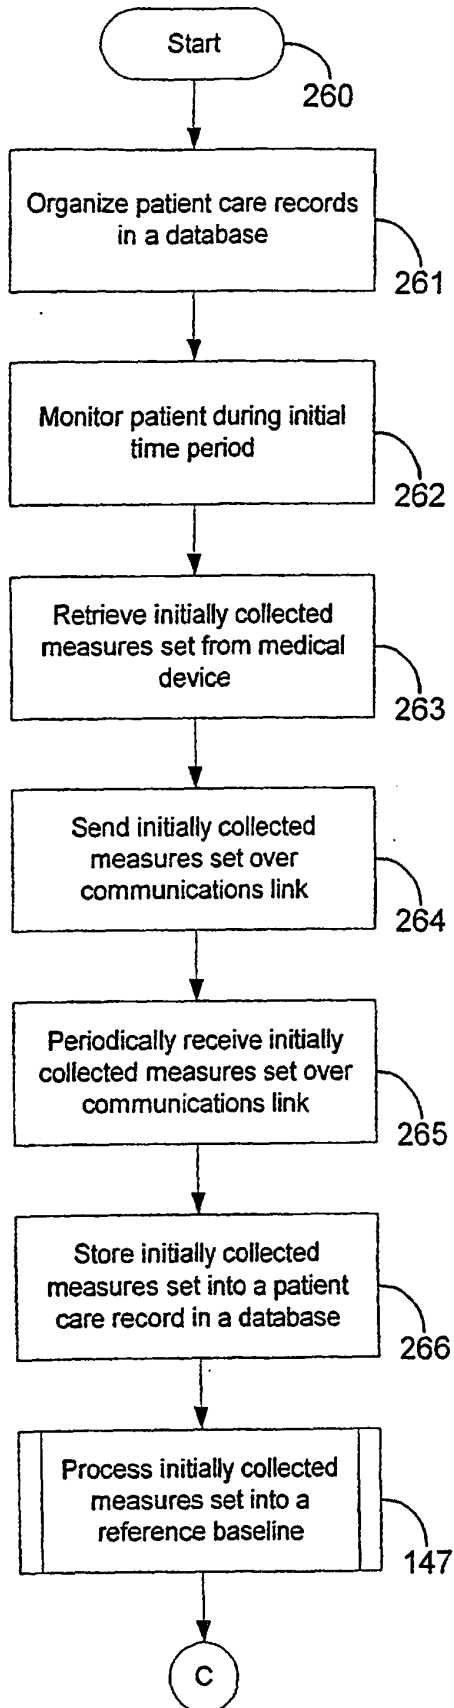 Start
260
Organize patient care records
in a database
261
Monitor patient during initial
time period
262
Retrieve initially collected
measures set from medical
device
263
Send initially collected
measures set over
communications link
264
Periodically receive initially
collected measures set over
communications link
265
Store initially collected
measures set into a patient
care record in a database
266
Process initially collected
measures set into a
reference baseline
147
C